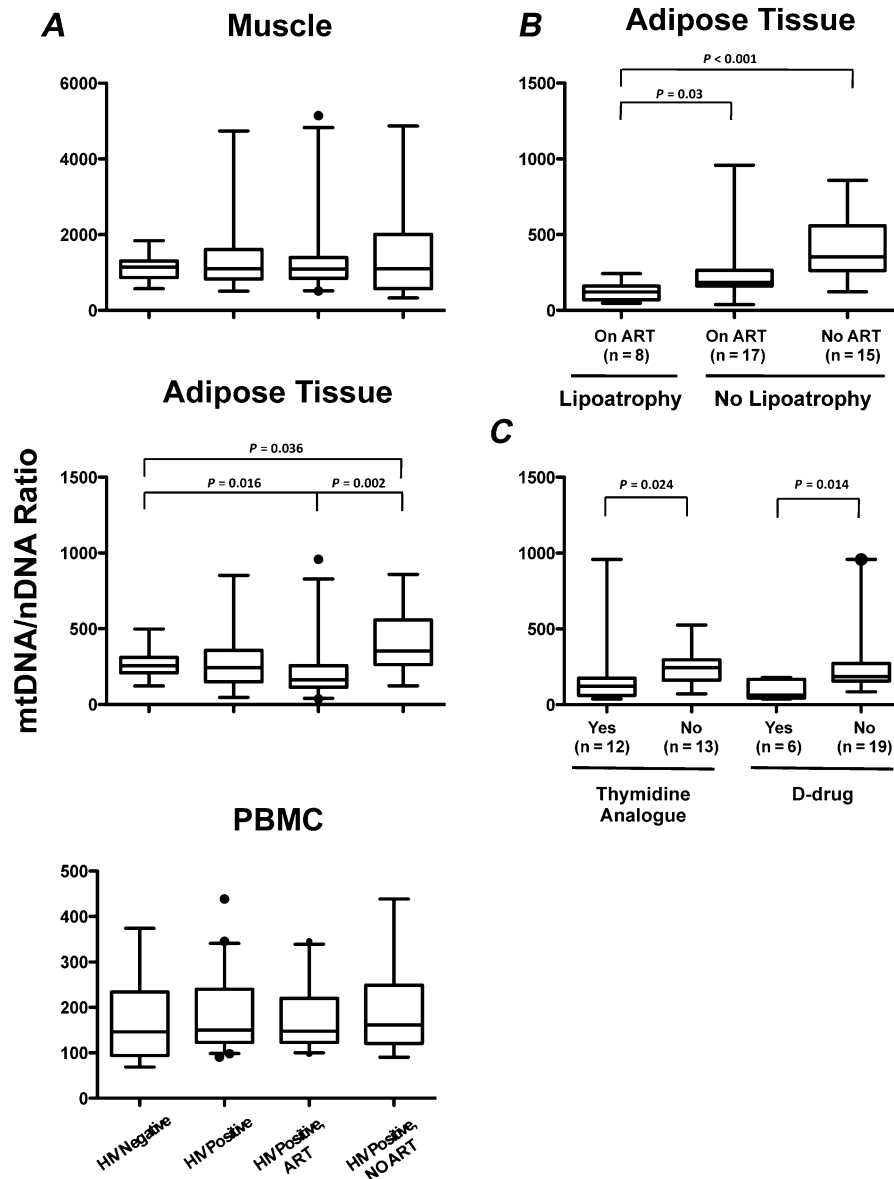 A
Muscle
6000
4000
2000
0
Adipose Tissue
P = 0.036
P = 0.016
P = 0.002
1500
1000
500
0
mtDNA/nDNA Ratio
PBMC
500
400
300
200
100
0
HIV Negative
HIV Positive
HIV Positive,
ART
HIV Positive,
NO ART
B
Adipose Tissue
P < 0.001
P = 0.03
1500
1000
500
0
On ART
(n = 8)
On ART
(n = 17)
No ART
(n = 15)
Lipoatrophy
No Lipoatrophy
C
P = 0.024
P = 0.014
1500
1000
500
0
Yes
(n = 12)
No
(n = 13)
Yes
(n = 6)
No
(n = 19)
Thymidine
Analogue
D-drug